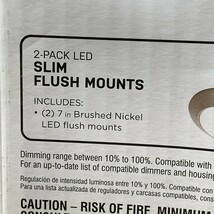 2-PACK LED
SLIM
FLUSH MOUNTS
INCLUDES:
• (2) 7 in Brushed Nickel
LED flush mounts
Dimming range between 10% to 100%. Compatible with
For an up-to-date list of compatible dimmers and housing
Regulación de intensidad luminosa entre 10% y 100%. Compatible con
Para una lista actualizada de reguladores y carcasas compatibles, consulte
CAUTION – RISK OF FIRE, MINIMUM